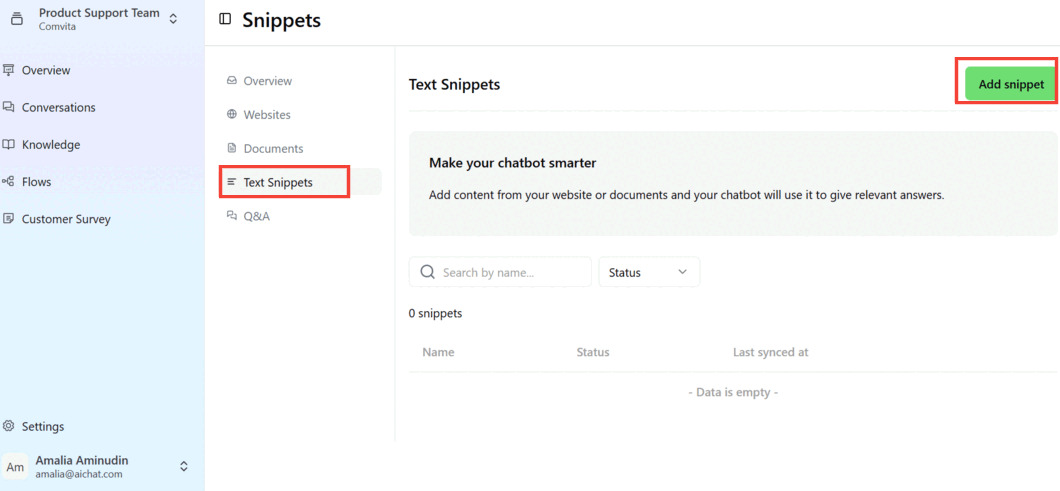 Product Support Team
Comvita
Overview
Conversations
Knowledge
Flows
Customer Survey
Settings
Am
Amalia Aminudin
amalia@aichat.com
Snippets
Overview
Websites
Documents
Text Snippets
Q&A
Text Snippets
Add snippet
Make your chatbot smarter
Add content from your website or documents and your chatbot will use it to give relevant answers.
Search by name...
Status
0 snippets
Name Status Last synced at
- Data is empty -